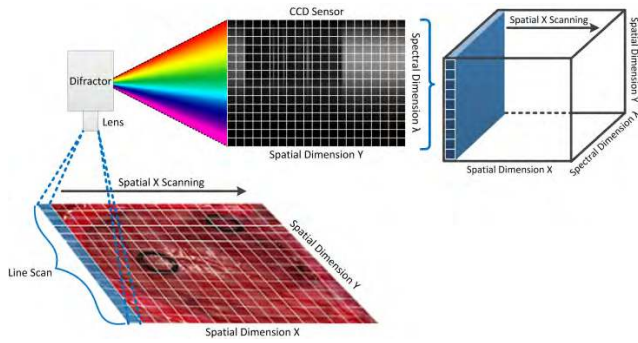 CCD Sensor
Difractor
Lens
Spatial Dimension Y
Spectral Dimension λ
Spatial X Scanning
Spatial Dimension Y
Spatial Dimension X
Spectral Dimension λ
Spatial X Scanning
Line Scan
Spatial Dimension Y
Spatial Dimension X